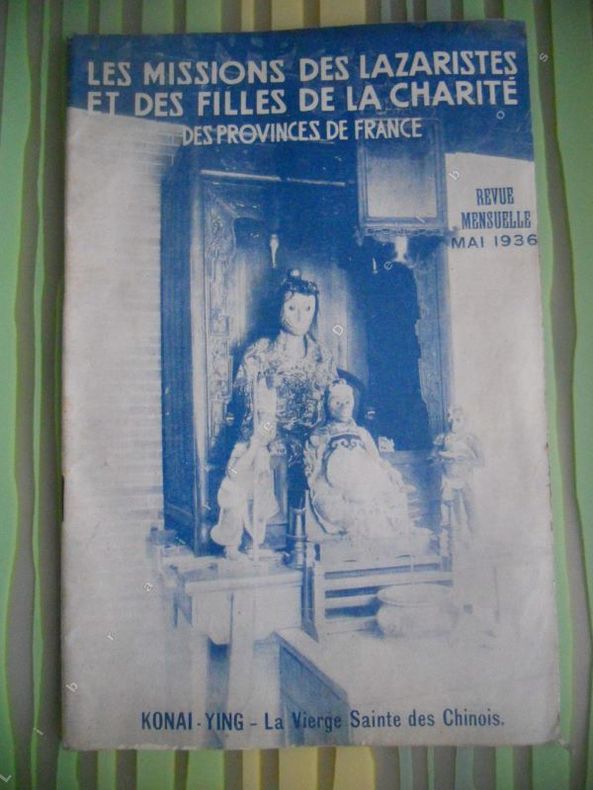 LES MISSIONS DES LAZARISTES
ET DES FILLES DE LA CHARITÉ
DES PROVINCES DE FRANCE
REVUE
MENSUELLE
MAI 1936
KONAI-YING - La Vierge Sainte des Chinois.